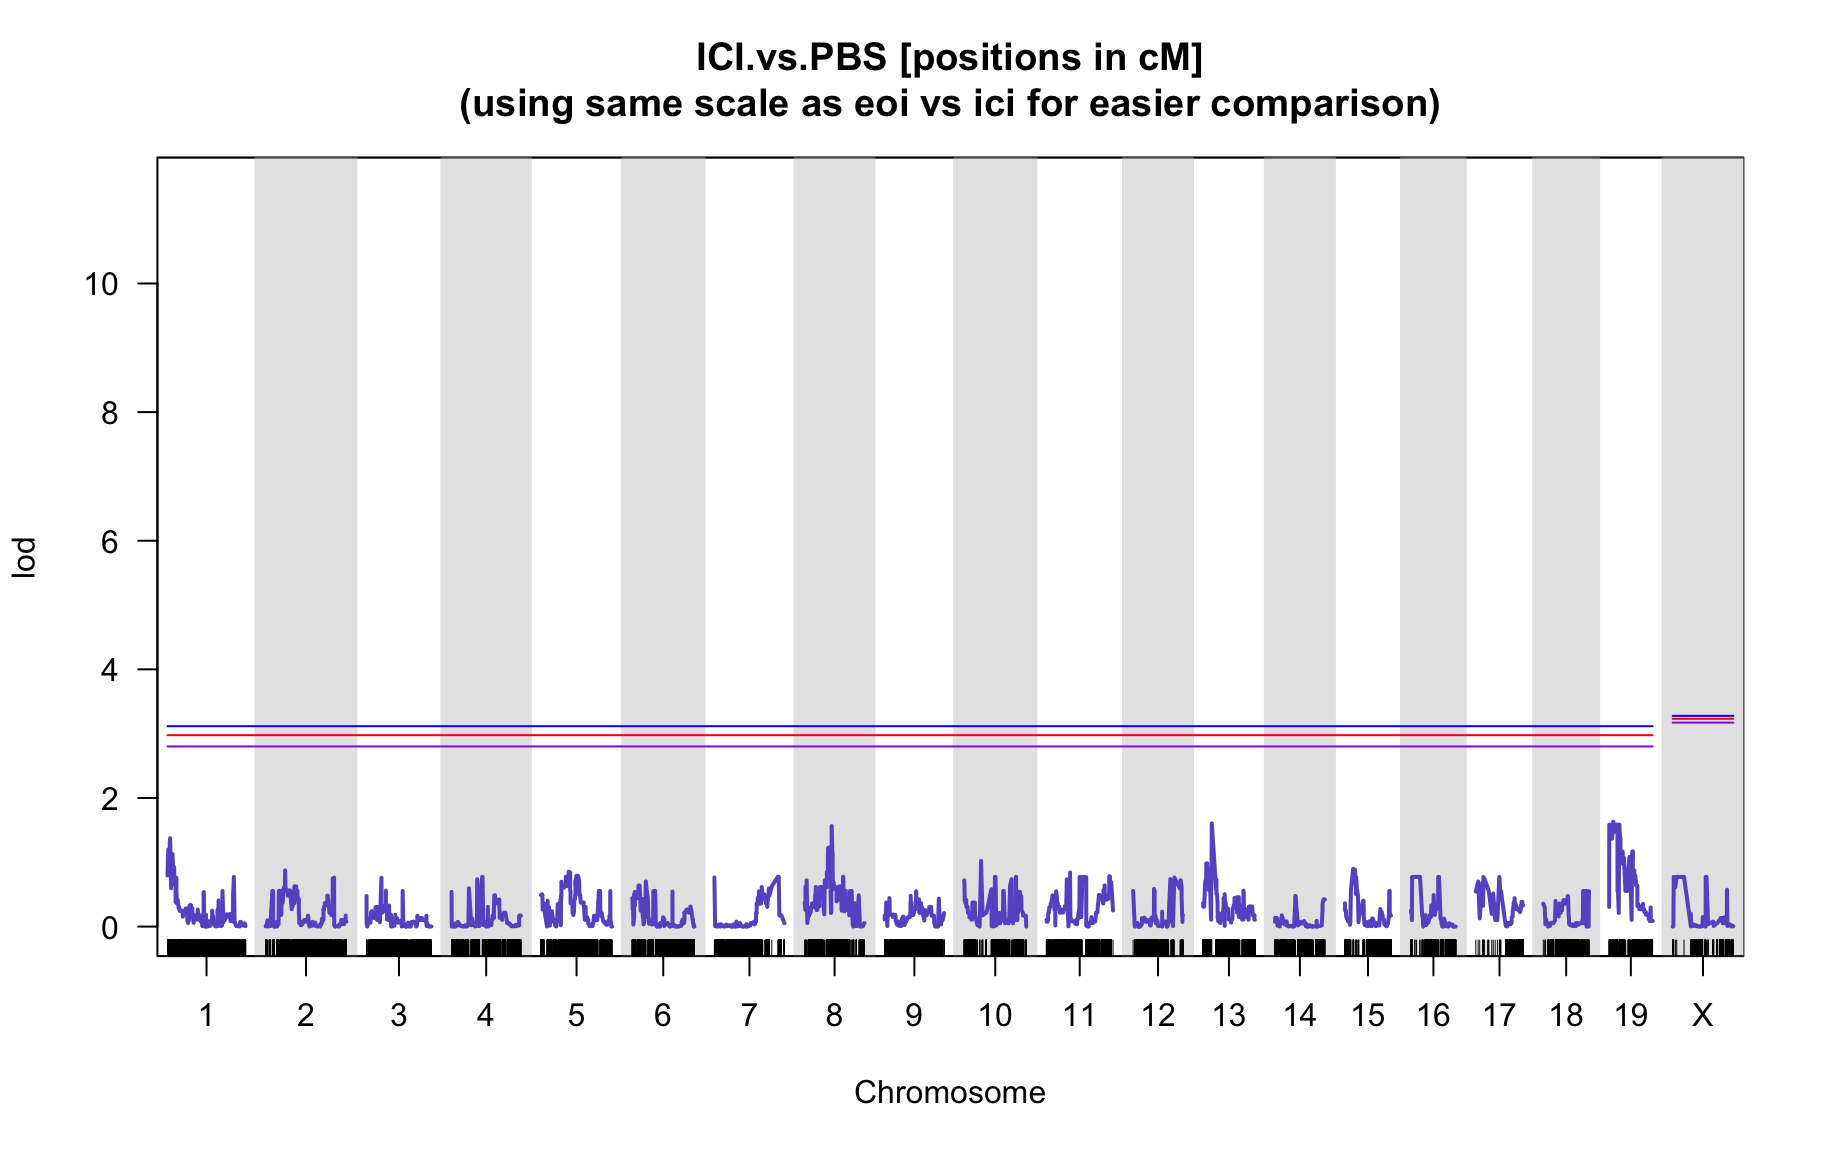 ICI.vs.PBS [positions in cM]
(using same scale as eoi vs ici for easier comparison)
10
8
6
4
2
0
lod
1 2 3 4 5 6 7 8 9 10 11 12 13 14 15 16 17 18 19 X
Chromosome